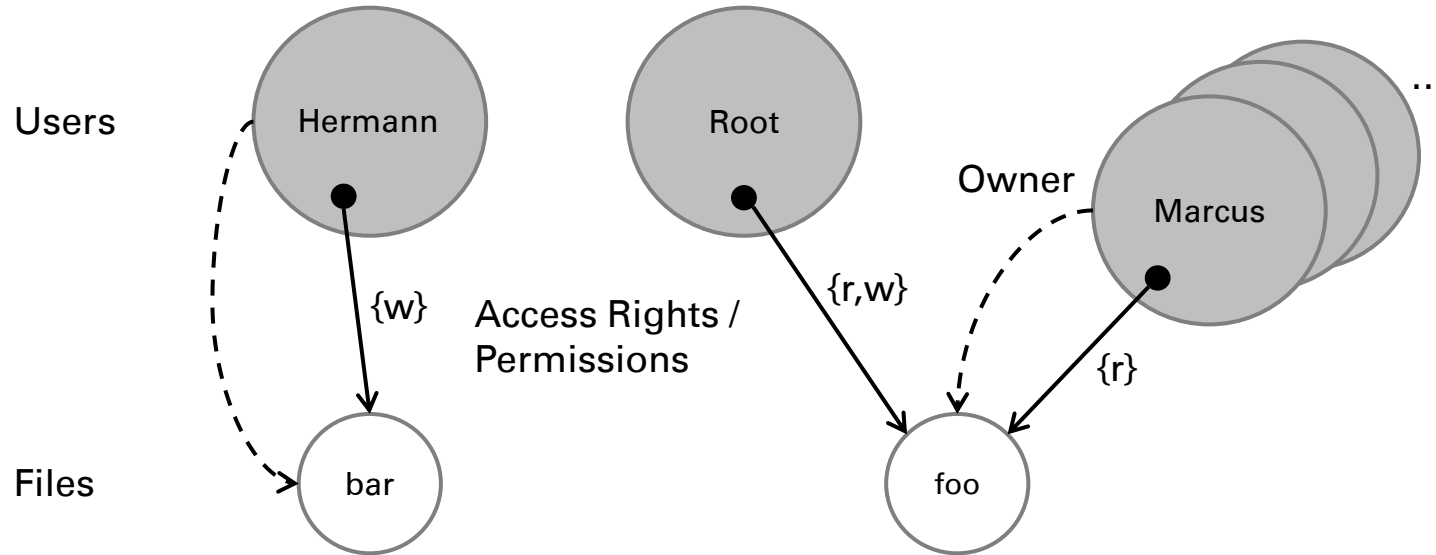 Users
Hermann
Root
..
Owner
Marcus
{w}
Access Rights /
Permissions
{r,w}
{r}
Files
bar
foo